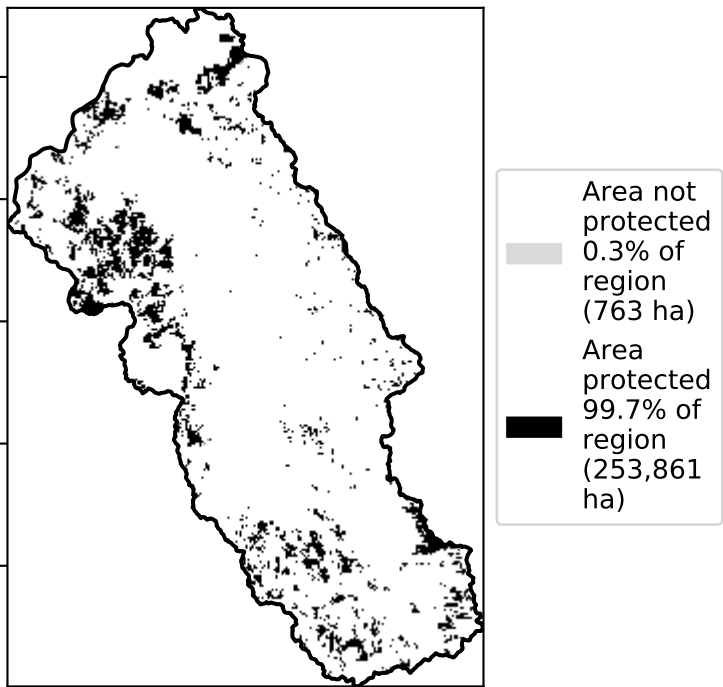 Area not
protected
0.3% of
region
(763 ha)
Area
protected
99.7% of
region
(253,861
ha)